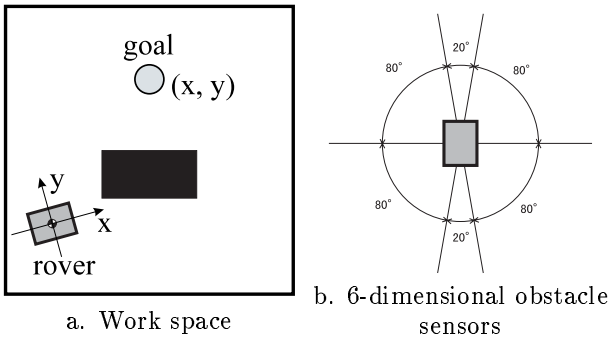 goal
(x, y)
y
x
rover
a. Work space
20°
80°
80°
80°
80°
20°
b. 6-dimensional obstacle
sensors